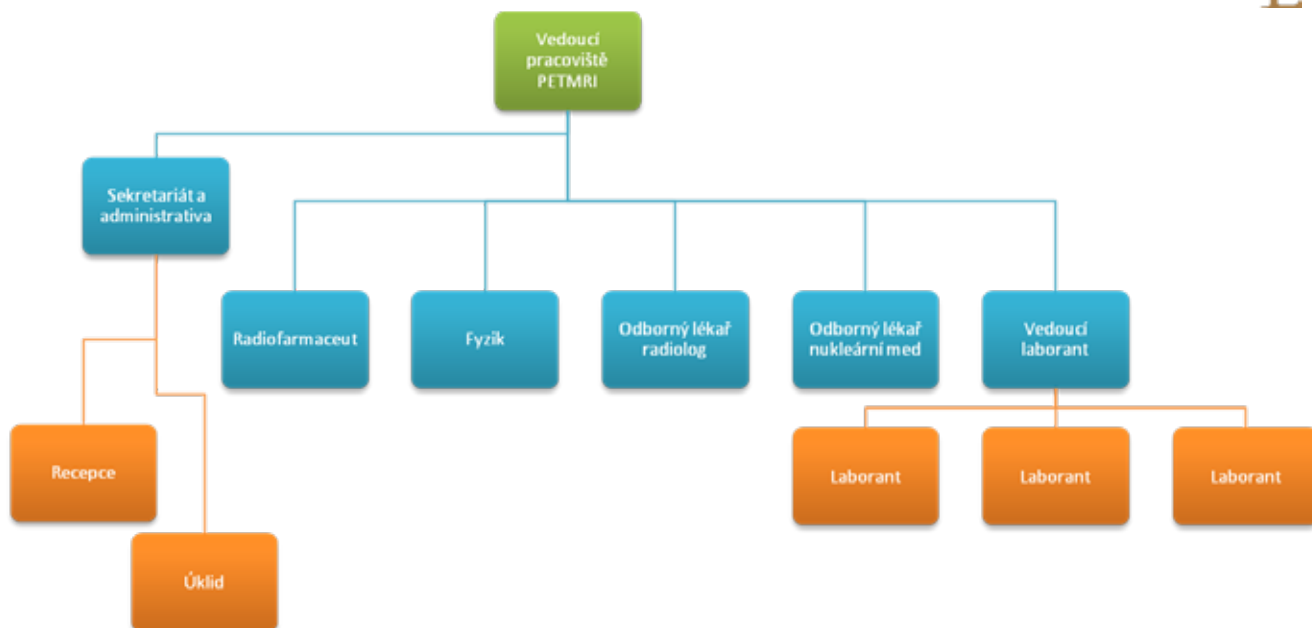 Vedoucí
pracoviště
PETMRI
Sekretariát a
administrativa
Radiofarmaceut
Fyzik
Odborný lékař
radiolog
Odborný lékař
nukleární med
Vedoucí
laborant
Recepce
Laborant
Laborant
Laborant
Úklid